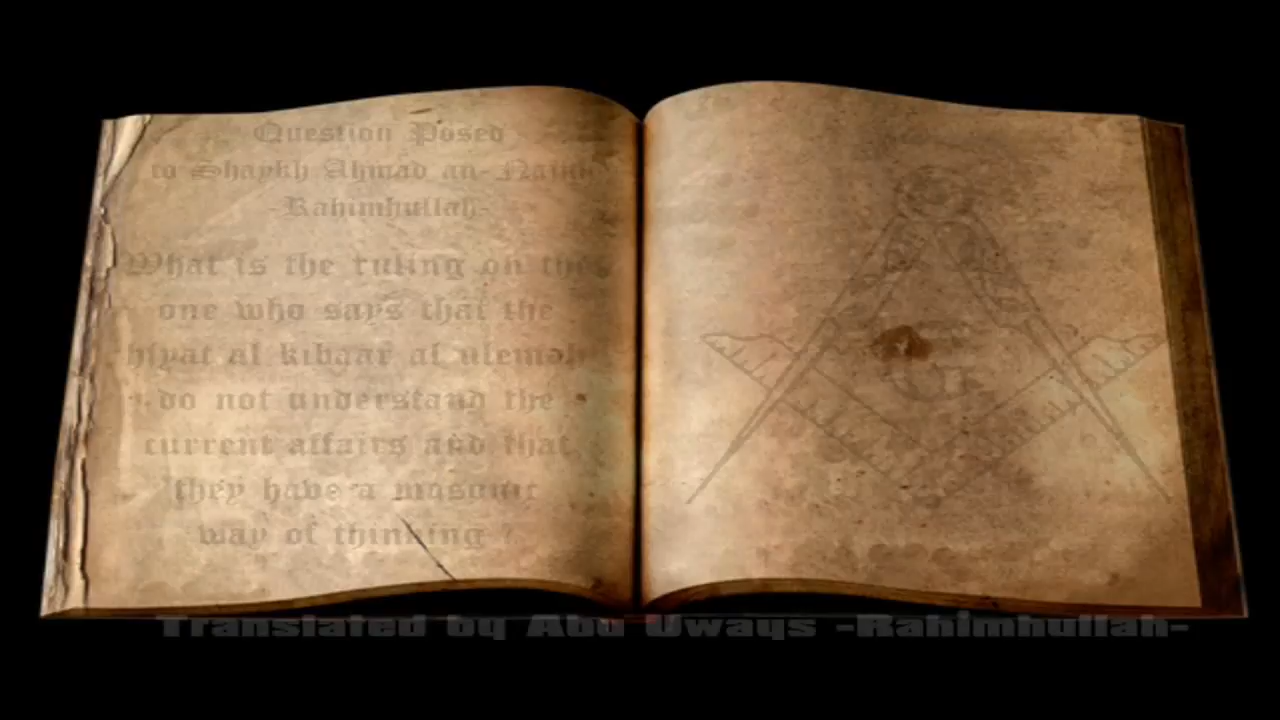 Question Posed
to Shaykh Ahmad an-Najmi
-Rahimhullah-
What is the ruling on the
one who says that the
hiyat al kibaar al ulemah
do not understand the
current affairs and that
they have a masonic
way of thinking ?
G
Translated by Abu Uways -Rahimhullah-